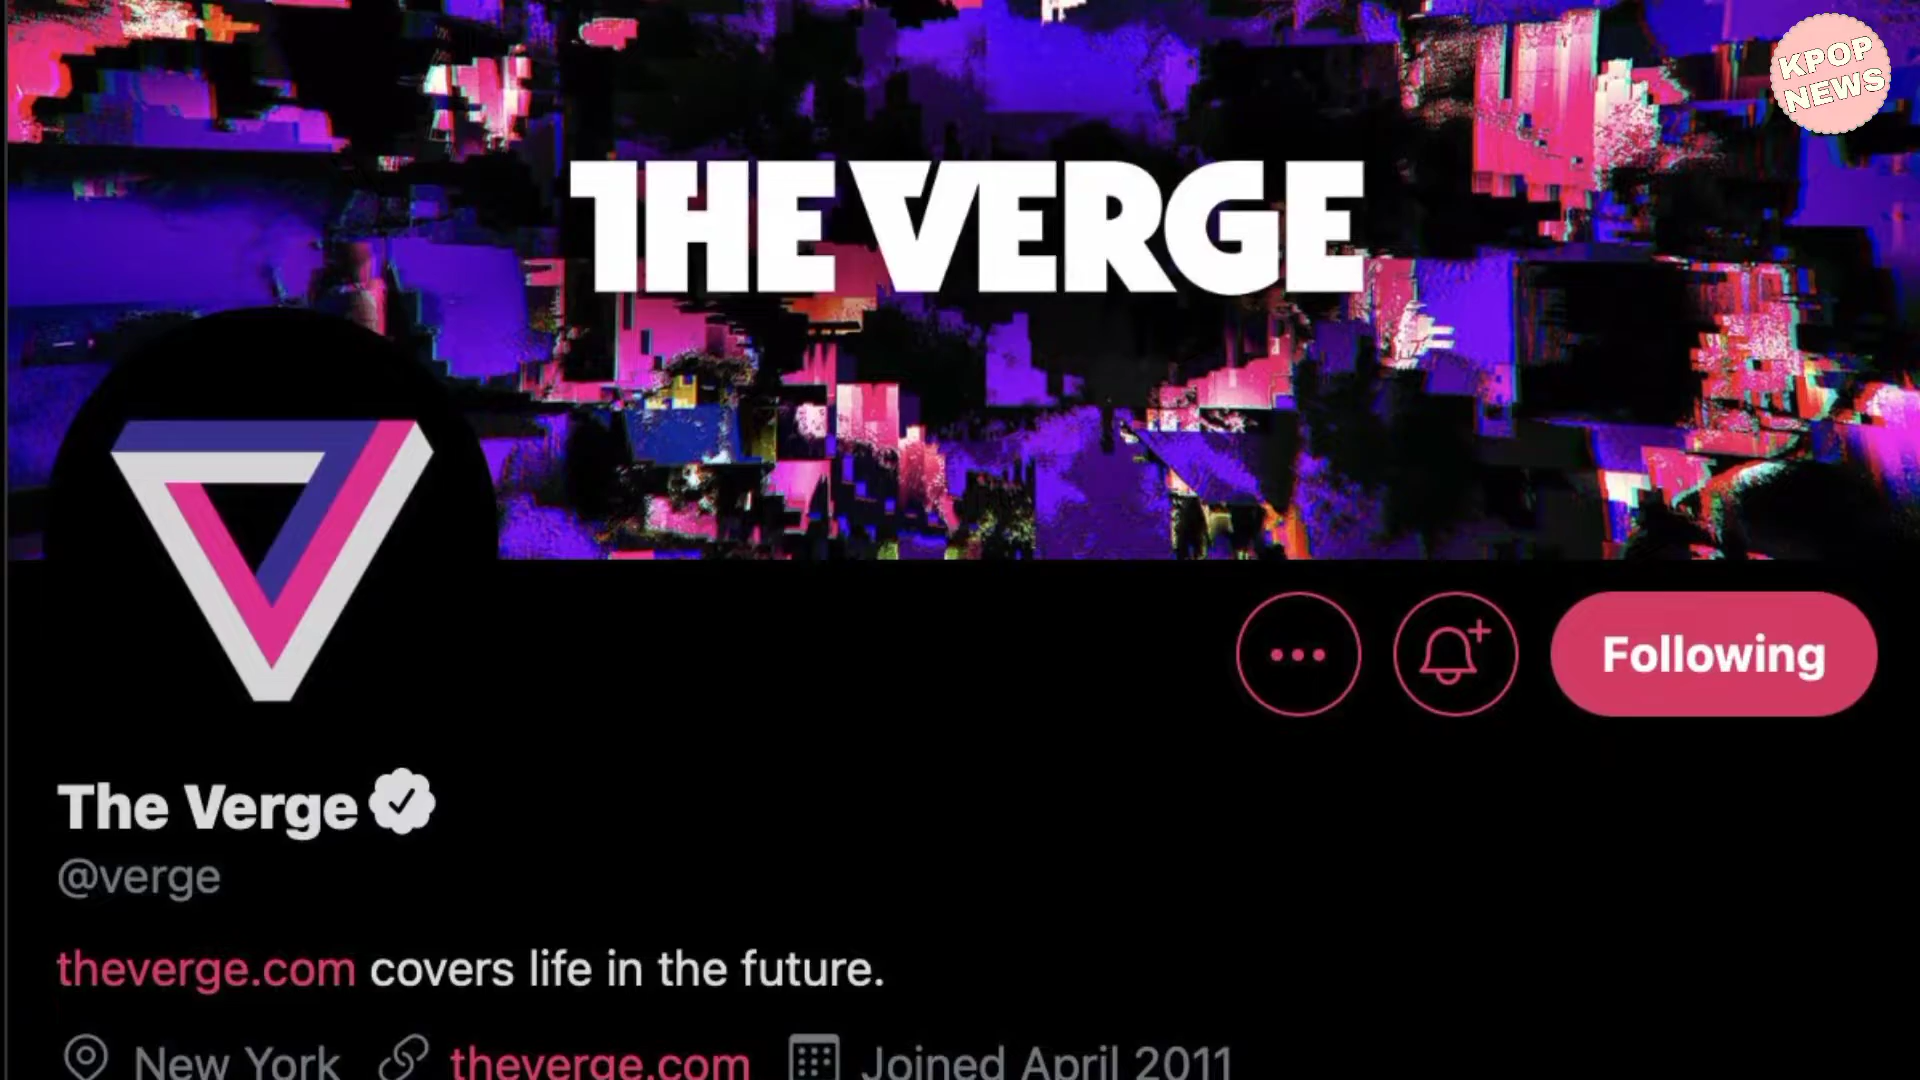 KPOP
NEWS
THE VERGE
Following
The Verge
@verge
theverge.com covers life in the future.
New York theverge.com Joined April 2011